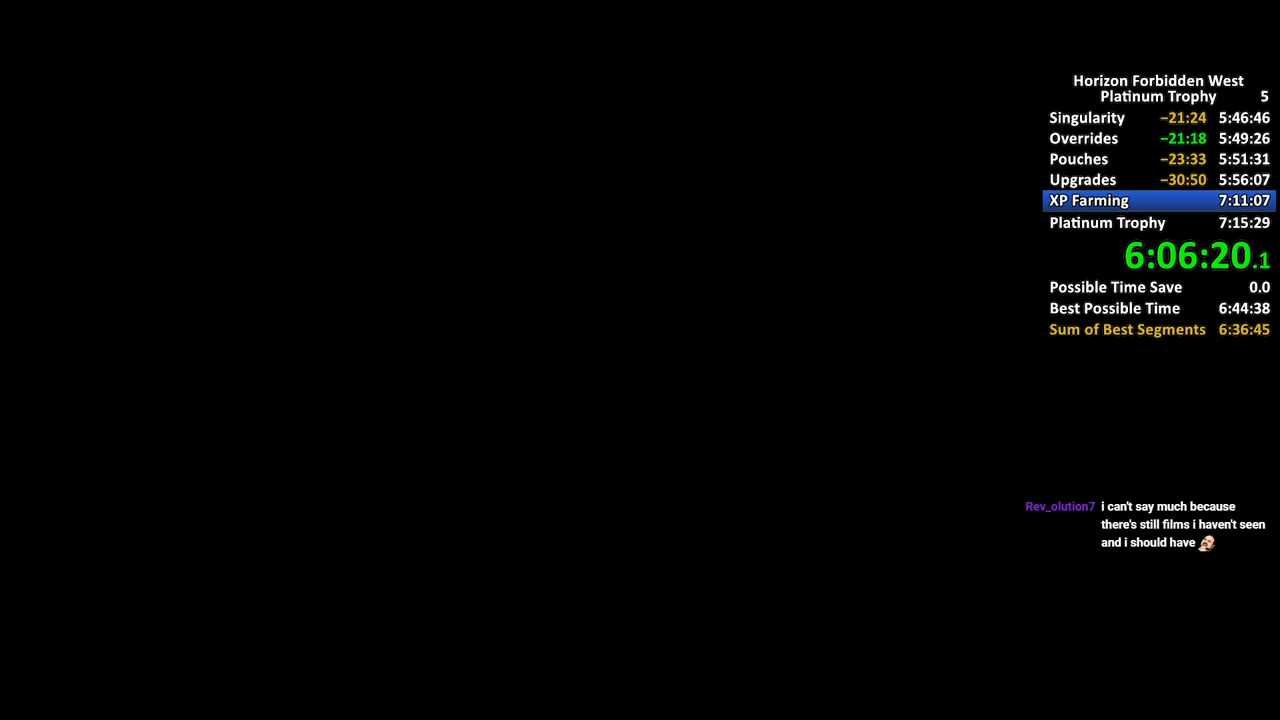 Horizon Forbidden West
Platinum Trophy 5
Singularity −21:24 5:46:46
Overrides −21:18 5:49:26
Pouches −23:33 5:51:31
Upgrades −30:50 5:56:07
XP Farming 7:11:07
Platinum Trophy 7:15:29
6:06:20.1
Possible Time Save 0.0
Best Possible Time 6:44:38
Sum of Best Segments 6:36:45
Rev_olution7 i can't say much because
there's still films i haven't seen
and i should have